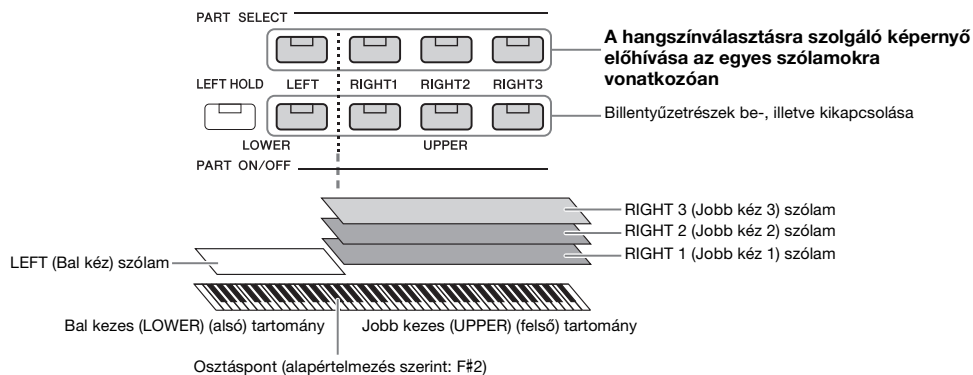 PART SELECT
A hangszínválasztásra szolgáló képernyő
előhívása az egyes szólamokra
vonatkozóan
LEFT HOLD LEFT RIGHT1 RIGHT2 RIGHT3
Billentyűzetrészek be-, illetve kikapcsolása
LOWER UPPER
PART ON/OFF
RIGHT 3 (Jobb kéz 3) szólam
RIGHT 2 (Jobb kéz 2) szólam
RIGHT 1 (Jobb kéz 1) szólam
LEFT (Bal kéz) szólam
Bal kezes (LOWER) (alsó) tartomány Jobb kezes (UPPER) (felső) tartomány
Osztáspont (alapértelmezés szerint: F♯2)